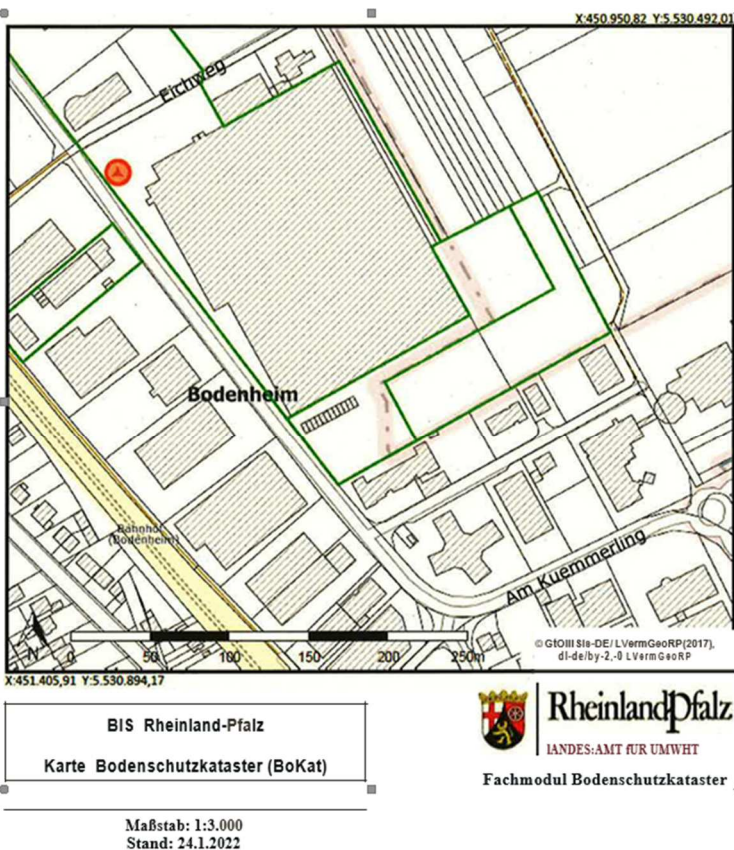 X:450.950,82 Y:5.530.492,01
Eichweg
Bodenheim
Bahnhof
(Bodenheim)
Am Kuemmerling
N
0 50 100 150 200 250m
© GtOIII SIs-DE/ LVermGeoRP(2017),
dl-de/by-2,-0 LVermGeoRP
X:451.405,91 Y:5.530.894,17
BIS Rheinland-Pfalz
Karte Bodenschutzkataster (BoKat)
RheinlandPfalz
lANDES:AMT fUR UMWHT
Fachmodul Bodenschutzkataster
Maßstab: 1:3.000
Stand: 24.1.2022